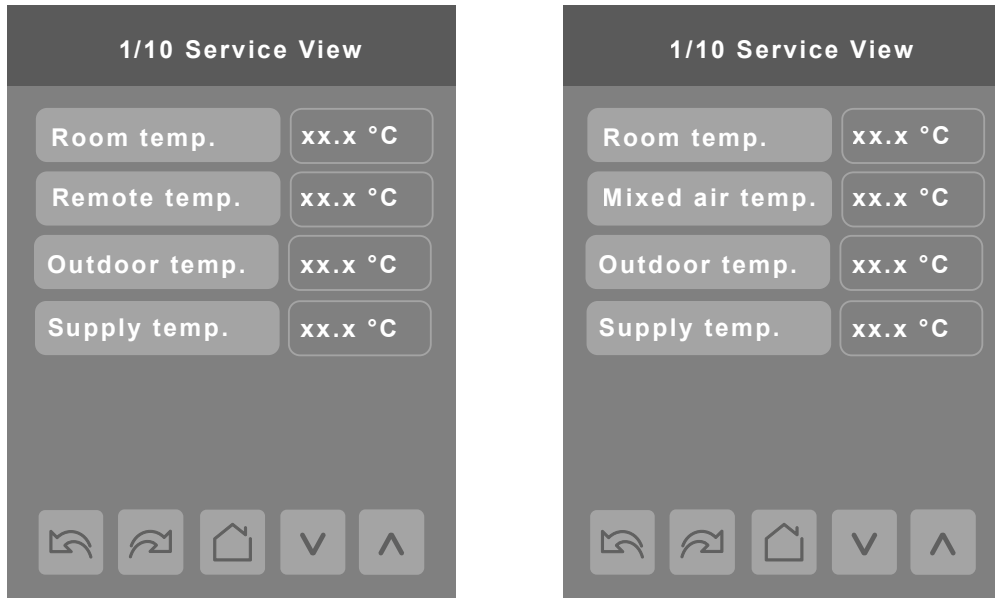 1/10 Service View
Room temp. xx.x °C
Remote temp. xx.x °C
Outdoor temp. xx.x °C
Supply temp. xx.x °C
1/10 Service View
Room temp. xx.x °C
Mixed air temp. xx.x °C
Outdoor temp. xx.x °C
Supply temp. xx.x °C